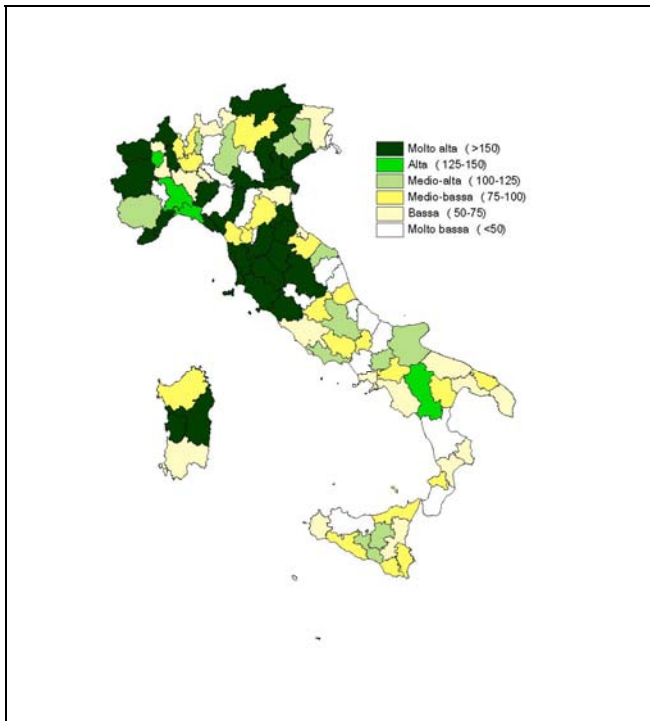 Molto alta (>150)
Alta (125-150)
Medio-alta (100-125)
Medio-bassa (75-100)
Bassa (50-75)
Molto bassa (<50)